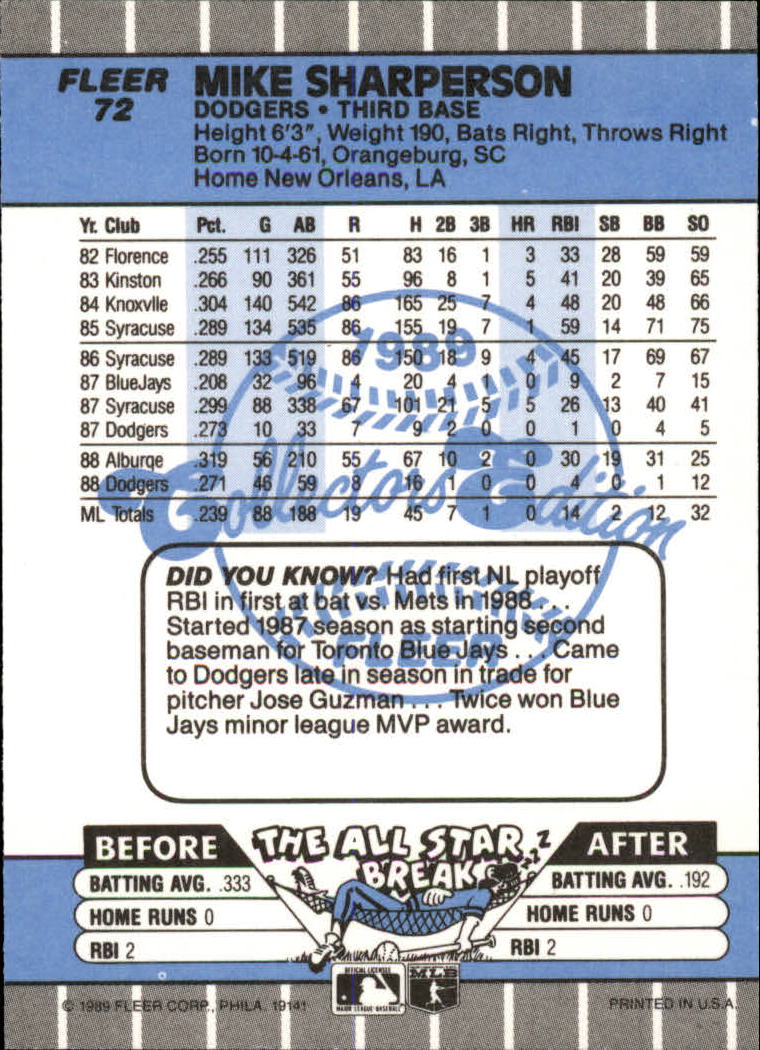 FLEER
72
MIKE SHARPERSON
DODGERS • THIRD BASE
Height 6'3", Weight 190, Bats Right, Throws Right
Born 10-4-61, Orangeburg, SC
Home New Orleans, LA
Yr. Club Pct. G AB R H 2B 3B HR RBI SB BB SO
82 Florence .255 111 326 51 83 16 1 3 33 28 59 59
83 Kinston .266 90 361 55 96 8 1 5 41 20 39 65
84 Knoxvlle .304 140 542 86 165 25 7 4 48 20 48 66
85 Syracuse .289 134 535 86 155 19 7 1 59 14 71 75
86 Syracuse .289 133 519 86 150 18 9 4 45 17 69 67
87 BlueJays .208 32 96 4 20 4 1 0 9 2 7 15
87 Syracuse .299 88 338 67 101 21 5 5 26 13 40 41
87 Dodgers .273 10 33 7 9 2 0 0 1 0 4 5
88 Alburqe .319 56 210 55 67 10 2 0 30 19 31 25
88 Dodgers .271 46 59 8 16 1 0 0 4 0 1 12
ML Totals .239 88 188 19 45 7 1 0 14 2 12 32
1989
Collectors' Edition
FLEER
DID YOU KNOW? Had first NL playoff
RBI in first at bat vs. Mets in 1988 . . .
Started 1987 season as starting second
baseman for Toronto Blue Jays . . . Came
to Dodgers late in season in trade for
pitcher Jose Guzman . . . Twice won Blue
Jays minor league MVP award.
THE ALL STAR
BREAK
ZZZ
BEFORE
BATTING AVG. .333
HOME RUNS 0
RBI 2
AFTER
BATTING AVG. .192
HOME RUNS 0
RBI 2
OFFICIAL LICENSEE
MAJOR LEAGUE BASEBALL
MLB
© 1989 FLEER CORP., PHILA. 19141
PRINTED IN U.S.A.